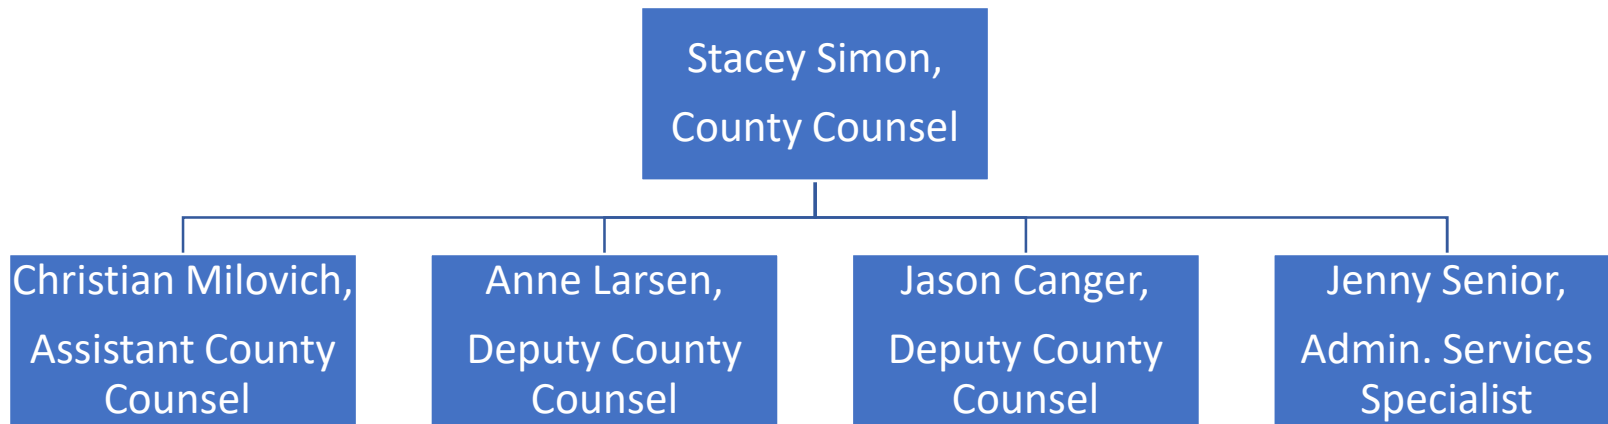 Stacey Simon,
County Counsel
Christian Milovich,
Assistant County
Counsel
Anne Larsen,
Deputy County
Counsel
Jason Canger,
Deputy County
Counsel
Jenny Senior,
Admin. Services
Specialist